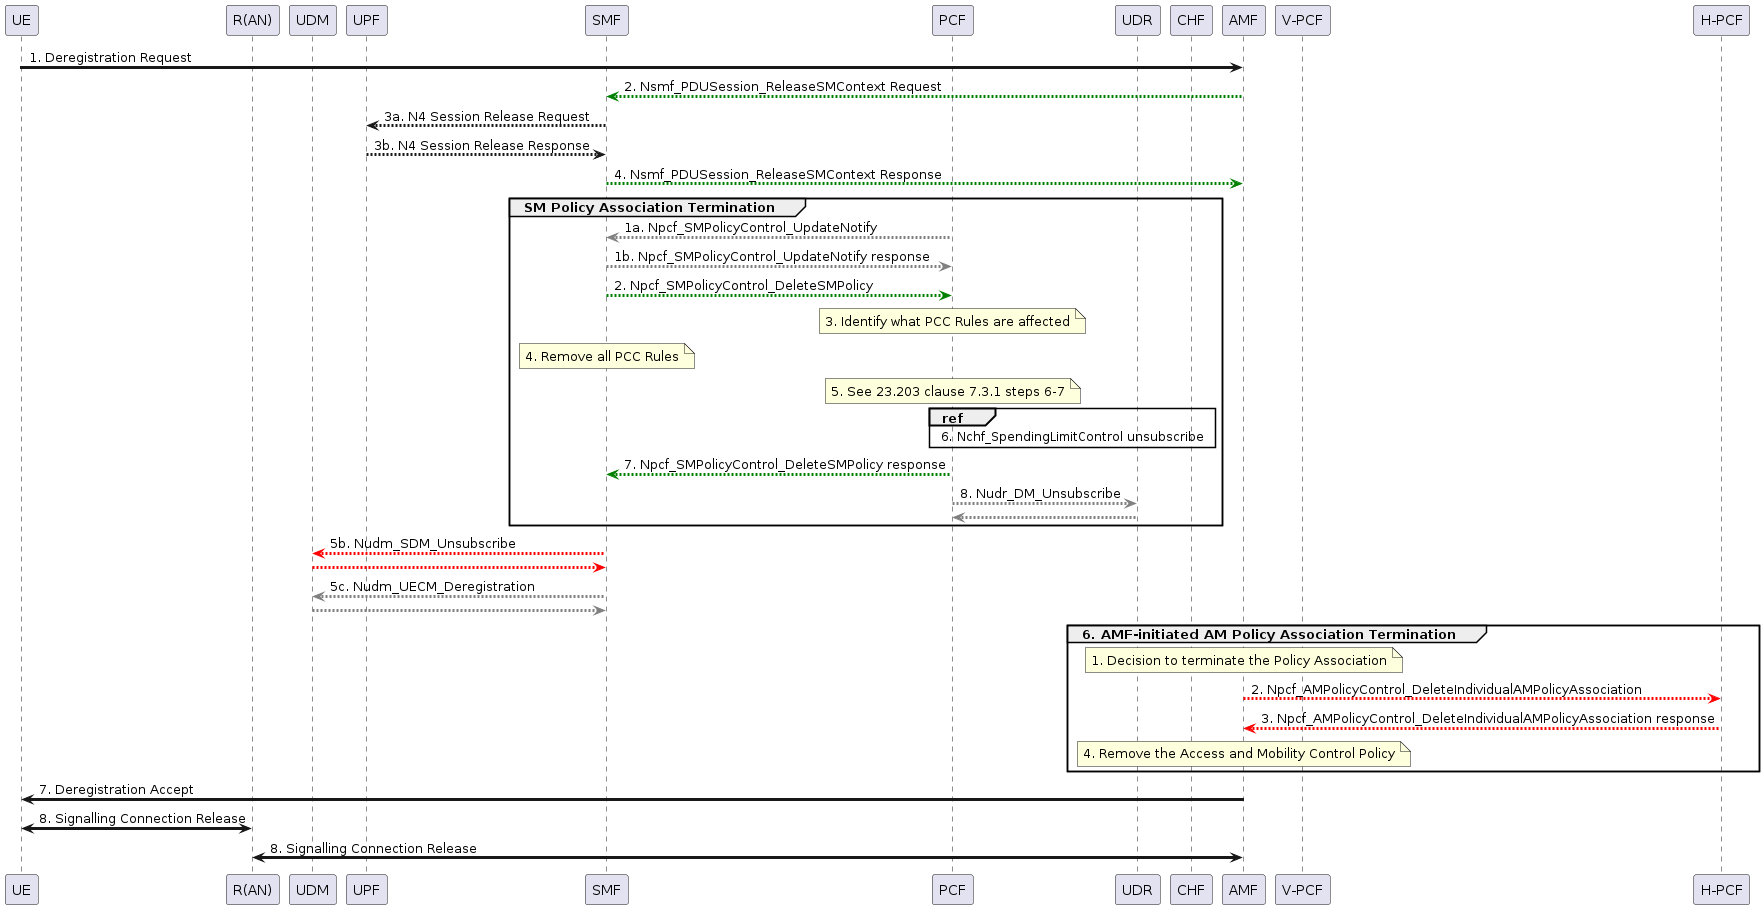 UE R(AN) UDM UPF SMF PCF UDR CHF AMF V-PCF H-PCF
1. Deregistration Request
2. Nsmf_PDUSession_ReleaseSMContext Request
3a. N4 Session Release Request
3b. N4 Session Release Response
4. Nsmf_PDUSession_ReleaseSMContext Response
SM Policy Association Termination
1a. Npcf_SMPolicyControl_UpdateNotify
1b. Npcf_SMPolicyControl_UpdateNotify response
2. Npcf_SMPolicyControl_DeleteSMPolicy
3. Identify what PCC Rules are affected
4. Remove all PCC Rules
5. See 23.203 clause 7.3.1 steps 6-7
ref
6. Nchf_SpendingLimitControl unsubscribe
7. Npcf_SMPolicyControl_DeleteSMPolicy response
8. Nudr_DM_Unsubscribe
5b. Nudm_SDM_Unsubscribe
5c. Nudm_UECM_Deregistration
6. AMF-initiated AM Policy Association Termination
1. Decision to terminate the Policy Association
2. Npcf_AMPolicyControl_DeleteIndividualAMPolicyAssociation
3. Npcf_AMPolicyControl_DeleteIndividualAMPolicyAssociation response
4. Remove the Access and Mobility Control Policy
7. Deregistration Accept
8. Signalling Connection Release
8. Signalling Connection Release
UE R(AN) UDM UPF SMF PCF UDR CHF AMF V-PCF H-PCF